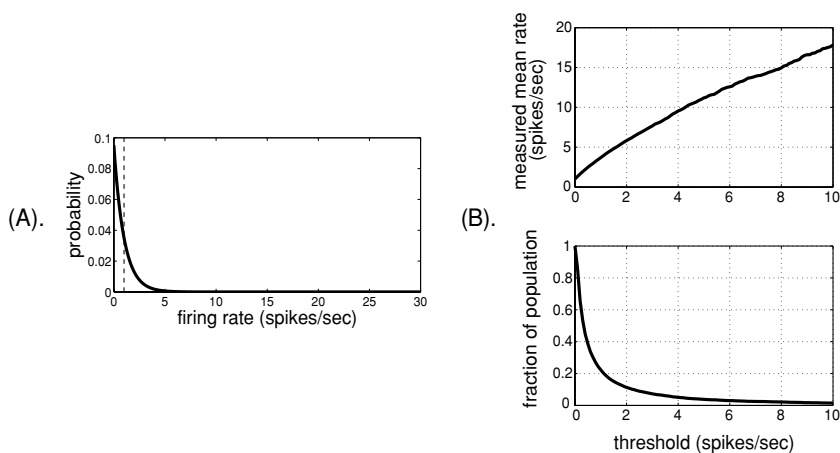 (A).
probability
0.1
0.08
0.06
0.04
0.02
0
0 5 10 15 20 25 30
firing rate (spikes/sec)
(B).
measured mean rate
(spikes/sec)
20
15
10
5
0
0 2 4 6 8 10
fraction of population
1
0.8
0.6
0.4
0.2
0
0 2 4 6 8 10
threshold (spikes/sec)